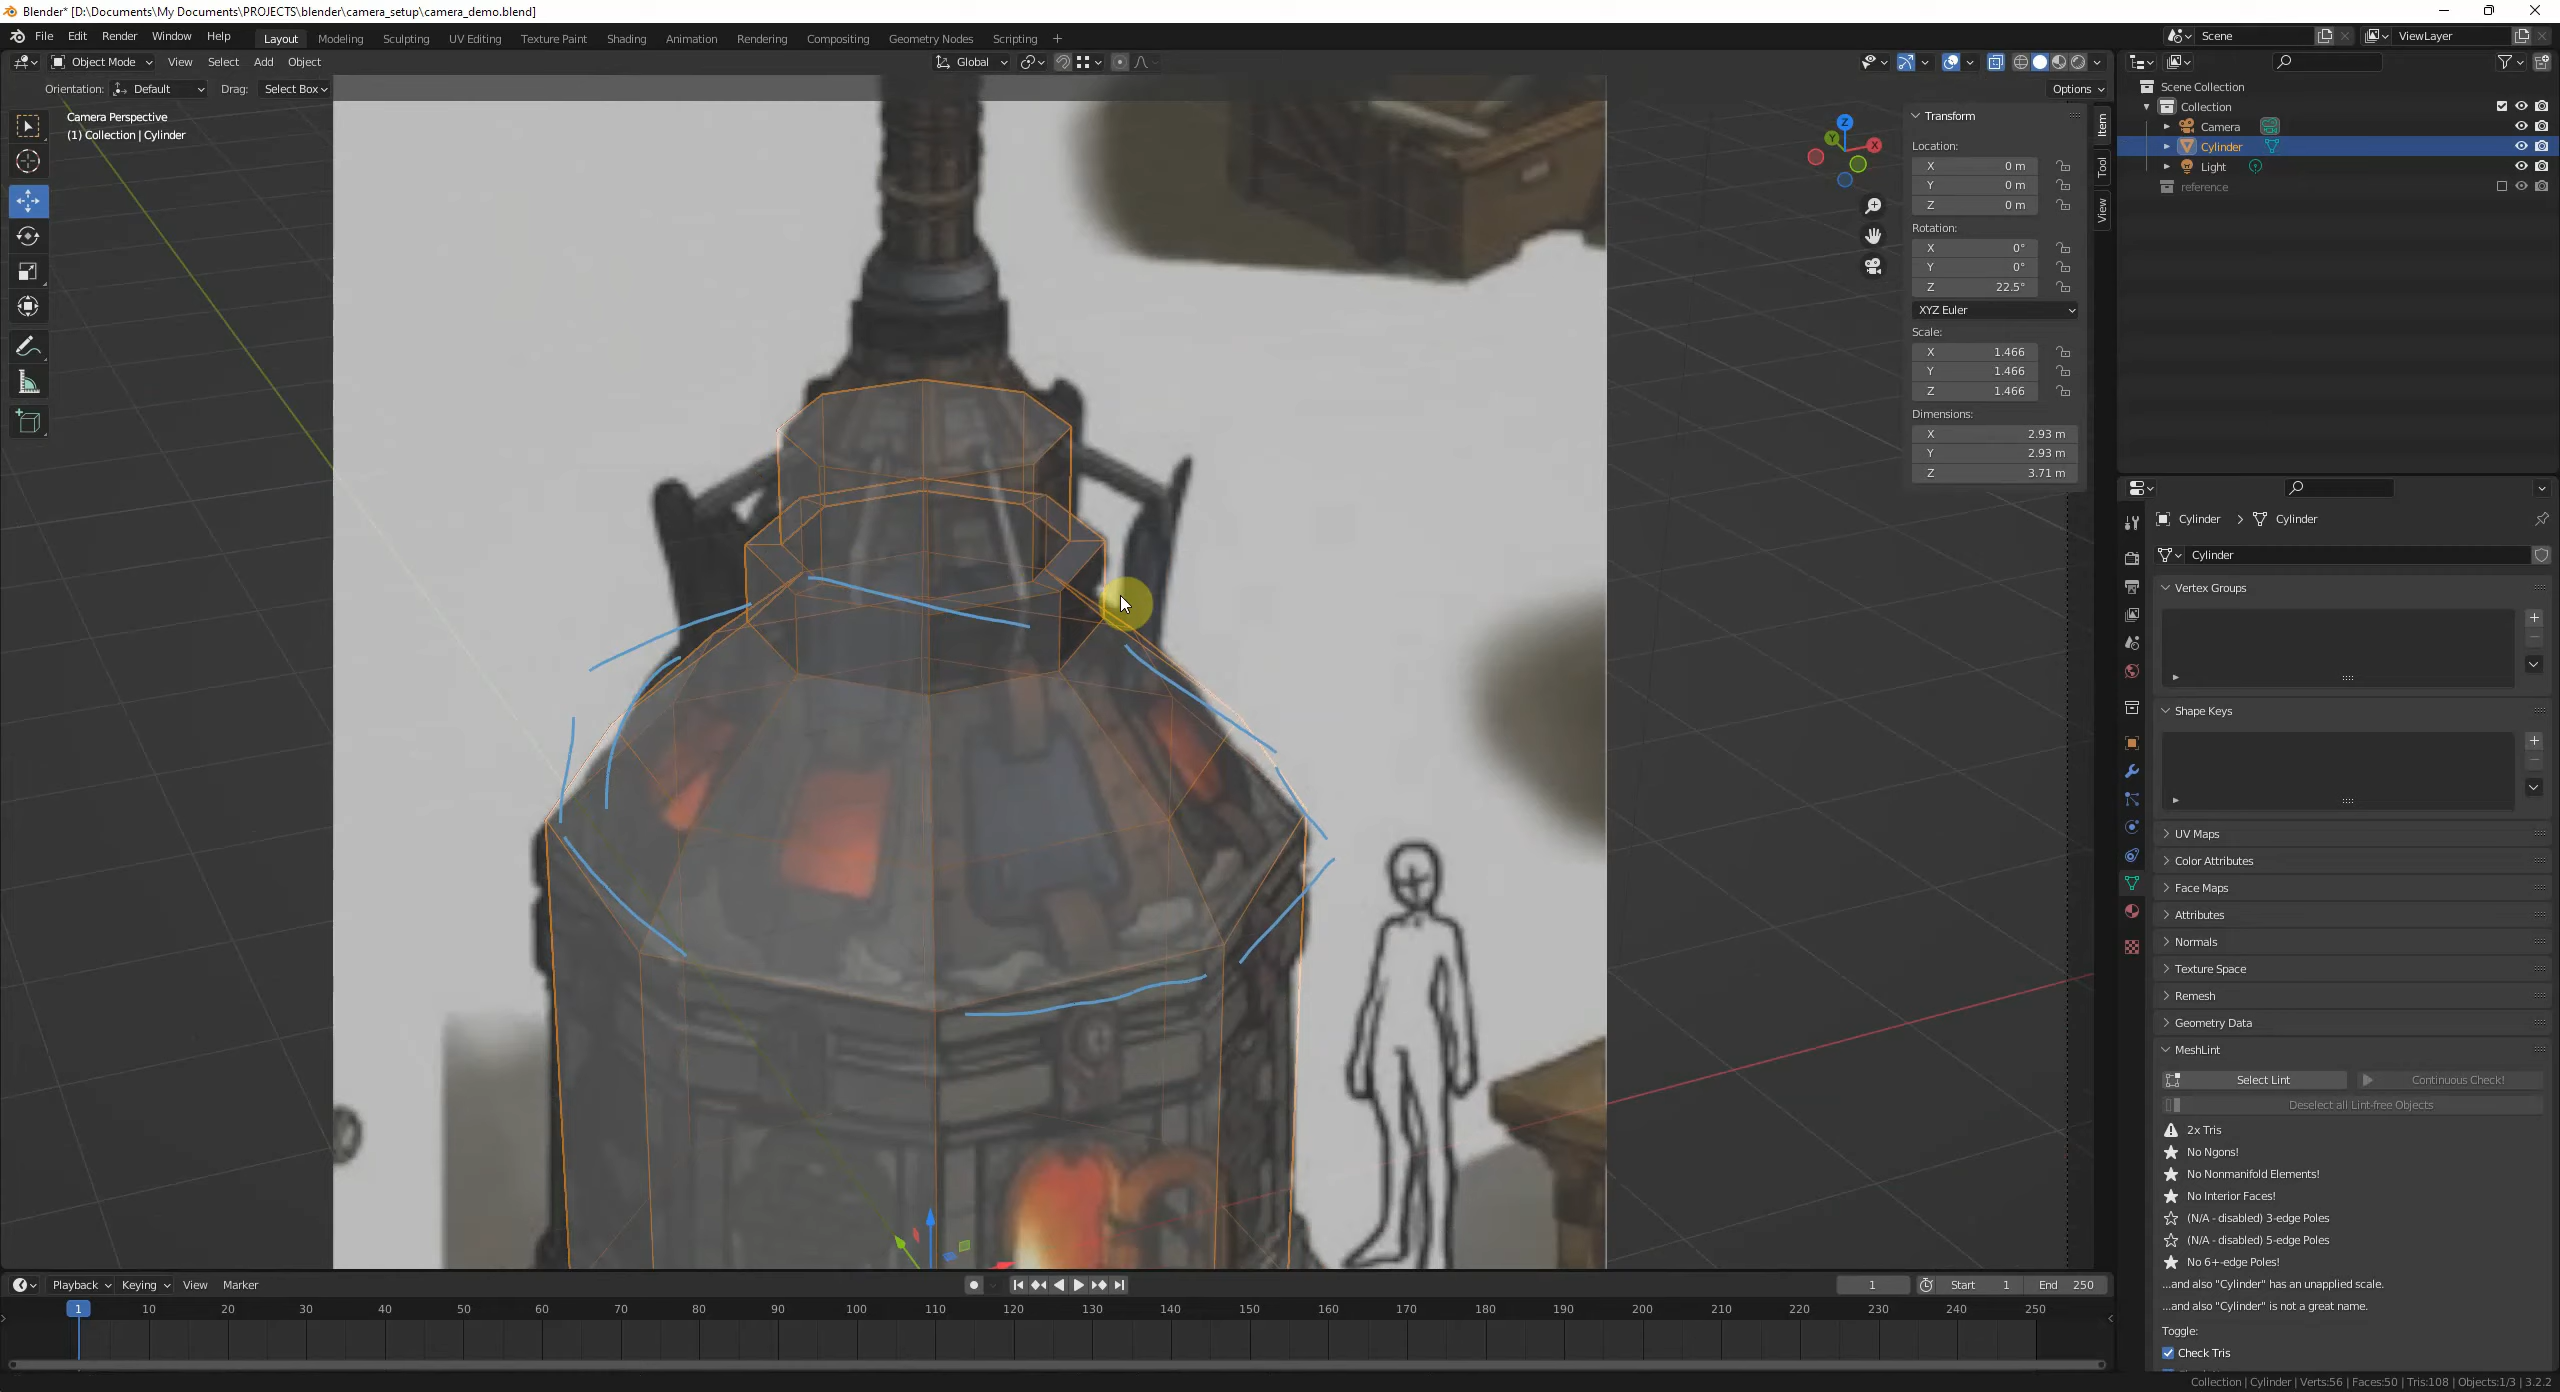 Blender* [D:\Documents\My Documents\PROJECTS\blender\camera_setup\camera_demo.blend]
File Edit Render Window Help Layout Modeling Sculpting UV Editing Texture Paint Shading Animation Rendering Compositing Geometry Nodes Scripting + Scene ViewLayer
Object Mode View Select Add Object Global
Orientation: Default Drag: Select Box Options
Camera Perspective
(1) Collection | Cylinder
Z
Y
X
Item
Tool
View
Transform
Location:
X 0 m
Y 0 m
Z 0 m
Rotation:
X 0°
Y 0°
Z 22.5°
XYZ Euler
Scale:
X 1.466
Y 1.466
Z 1.466
Dimensions:
X 2.93 m
Y 2.93 m
Z 3.71 m
Scene Collection
Collection
Camera
Cylinder
Light
reference
Cylinder > Cylinder
Cylinder
Vertex Groups
Shape Keys
UV Maps
Color Attributes
Face Maps
Attributes
Normals
Texture Space
Remesh
Geometry Data
MeshLint
Select Lint Continuous Check!
Deselect all Lint-free Objects
2x Tris
No Ngons!
No Nonmanifold Elements!
No Interior Faces!
(N/A - disabled) 3-edge Poles
(N/A - disabled) 5-edge Poles
No 6+-edge Poles!
...and also "Cylinder" has an unapplied scale.
...and also "Cylinder" is not a great name.
Toggle:
Check Tris
Playback Keying View Marker 1 Start 1 End 250
1 10 20 30 40 50 60 70 80 90 100 110 120 130 140 150 160 170 180 190 200 210 220 230 240 250
Collection | Cylinder | Verts:56 | Faces:50 | Tris:108 | Objects:1/3 | 3.2.2